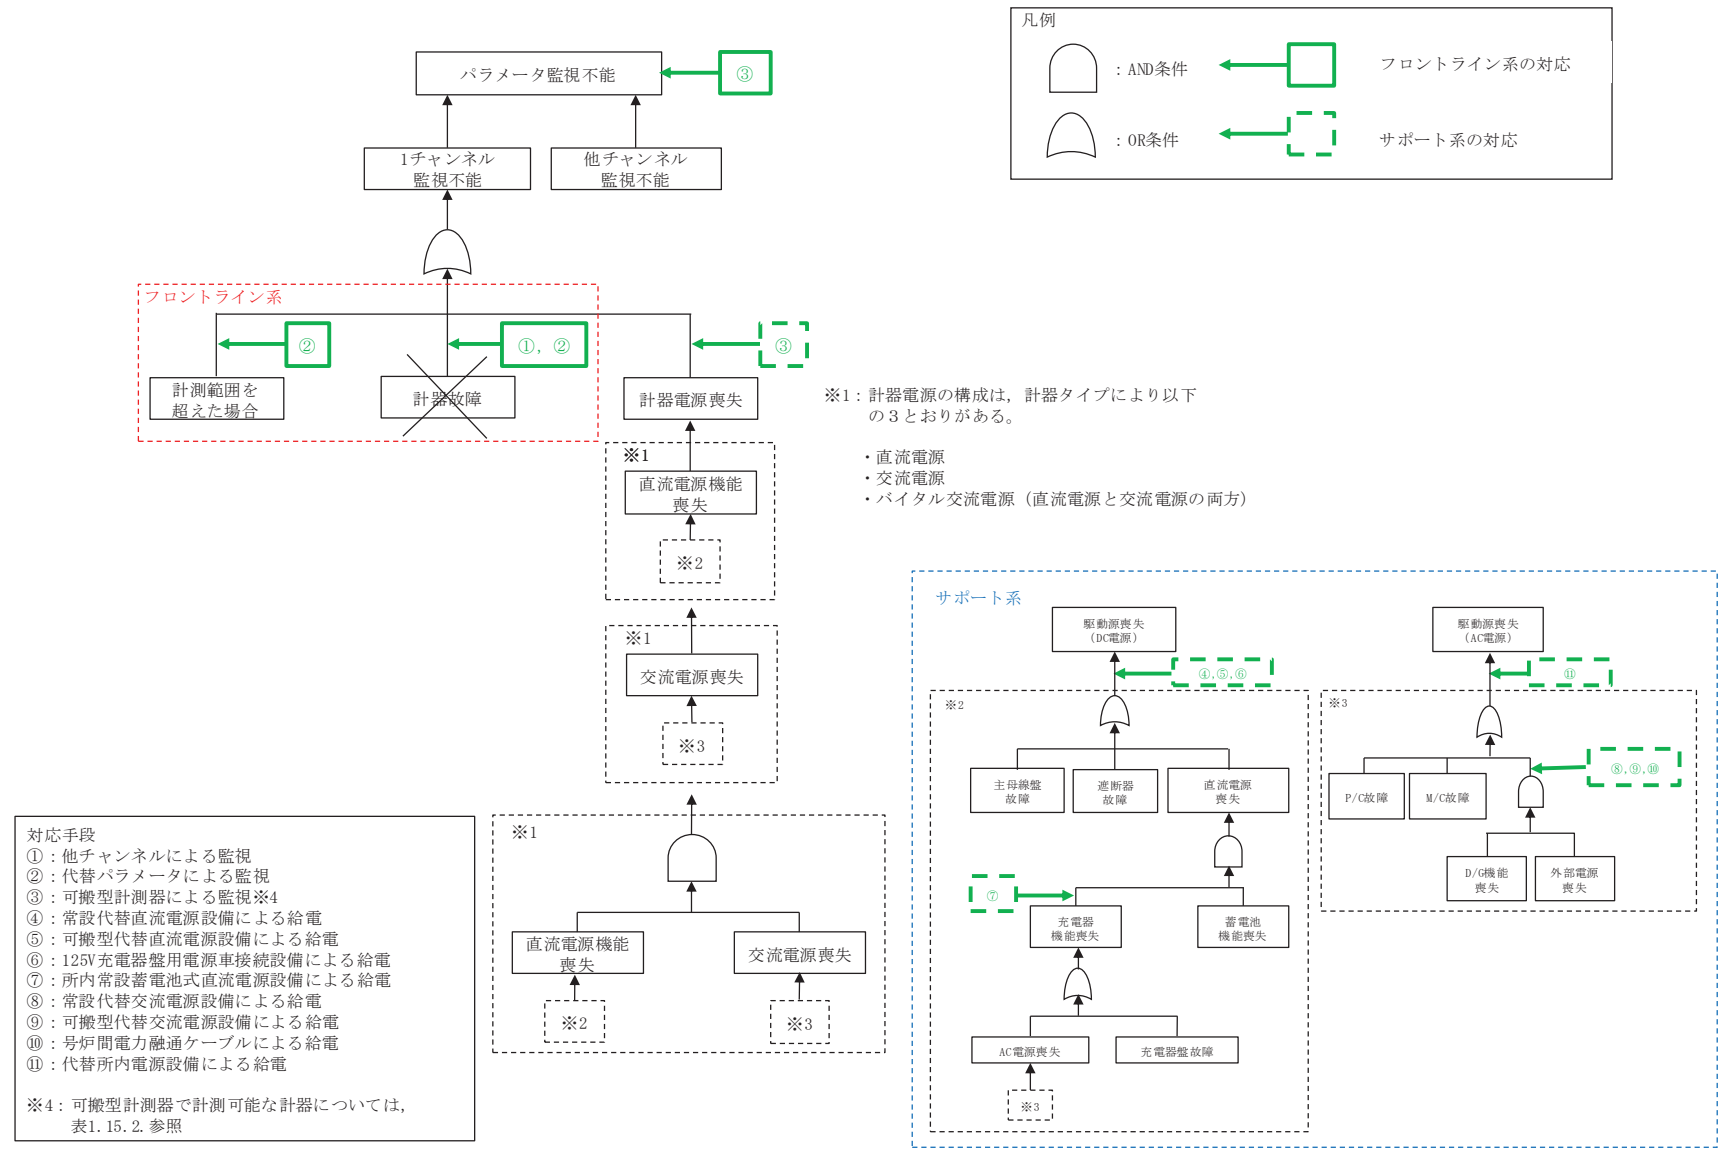 凡例
：AND条件
フロントライン系の対応
：OR条件
サポート系の対応
パラメータ監視不能
③
1チャンネル
監視不能
他チャンネル
監視不能
フロントライン系
②
①，②
③
計測範囲を
超えた場合
計器故障
計器電源喪失
※1：計器電源の構成は，計器タイプにより以下
の３とおりがある。
・直流電源
・交流電源
・バイタル交流電源（直流電源と交流電源の両方）
※1
直流電源機能
喪失
※2
※1
交流電源喪失
※3
※1
直流電源機能
喪失
交流電源喪失
※2
※3
サポート系
駆動源喪失
（DC電源）
④,⑤,⑥
※2
主母線盤
故障
遮断器
故障
直流電源
喪失
⑦
充電器
機能喪失
蓄電池
機能喪失
AC電源喪失
充電器盤故障
※3
駆動源喪失
（AC電源）
⑪
※3
⑧,⑨,⑩
P/C故障
M/C故障
D/G機能
喪失
外部電源
喪失
対応手段
①：他チャンネルによる監視
②：代替パラメータによる監視
③：可搬型計測器による監視※4
④：常設代替直流電源設備による給電
⑤：可搬型代替直流電源設備による給電
⑥：125V充電器盤用電源車接続設備による給電
⑦：所内常設蓄電池式直流電源設備による給電
⑧：常設代替交流電源設備による給電
⑨：可搬型代替交流電源設備による給電
⑩：号炉間電力融通ケーブルによる給電
⑪：代替所内電源設備による給電
※4：可搬型計測器で計測可能な計器については，
表1.15.2.参照